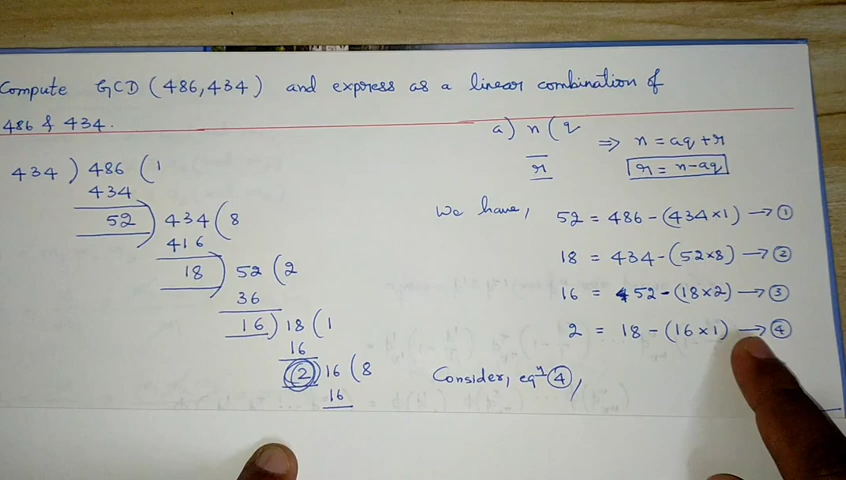 Compute GCD (486,434) and express as a linear combination of
486 & 434.
434 ) 486 ( 1
434
52 ) 434 ( 8
416
18 ) 52 ( 2
36
16 ) 18 ( 1
16
2 ) 16 ( 8
16
a) n ( q
r
⇒ n = aq + r
r = n - aq
We have, 52 = 486 - (434 × 1) → ①
18 = 434 - (52 × 8) → ②
16 = 52 - (18 × 2) → ③
2 = 18 - (16 × 1) → ④
Consider, eqⁿ ④,